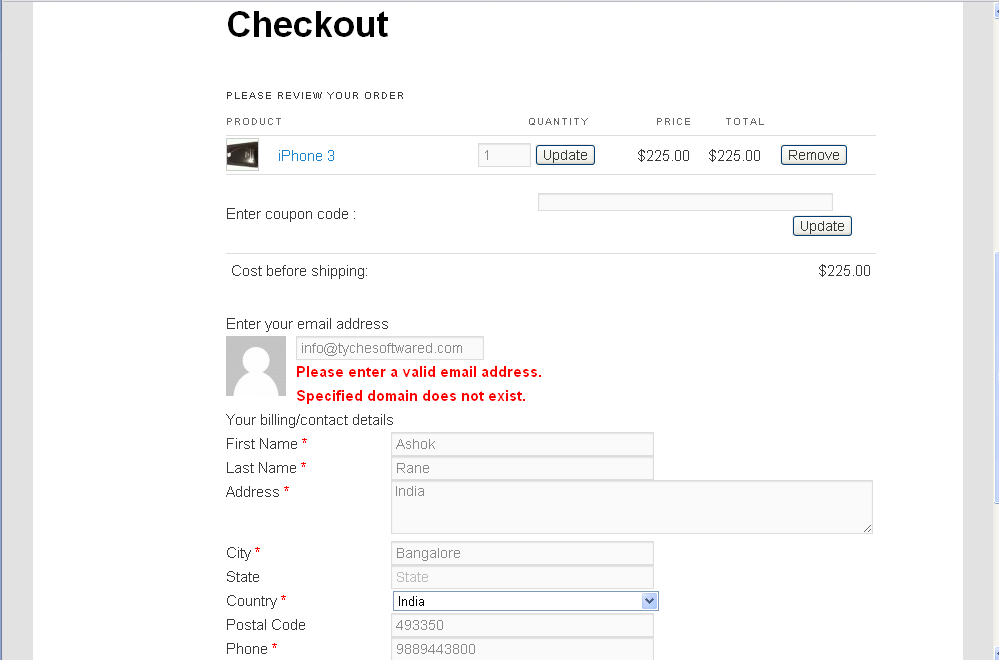 Checkout
PLEASE REVIEW YOUR ORDER
PRODUCT QUANTITY PRICE TOTAL
iPhone 3 1 Update $225.00 $225.00 Remove
Enter coupon code :
Update
Cost before shipping: $225.00
Enter your email address
info@tychesoftwared.com
Please enter a valid email address.
Specified domain does not exist.
Your billing/contact details
First Name * Ashok
Last Name * Rane
Address * India
City * Bangalore
State State
Country * India
Postal Code 493350
Phone * 9889443800